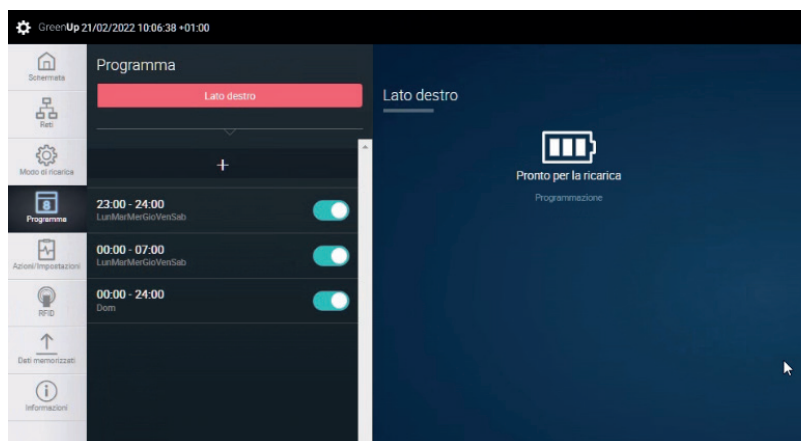 GreenUp 21/02/2022 10:06:38 +01:00
Schermata
Reti
Modo di ricarica
8
Programma
Azioni/Impostazioni
RFID
Dati memorizzati
Informazioni
Programma
Lato destro
+
23:00 - 24:00
LunMarMerGioVenSab
00:00 - 07:00
LunMarMerGioVenSab
00:00 - 24:00
Dom
Lato destro
Pronto per la ricarica
Programmazione